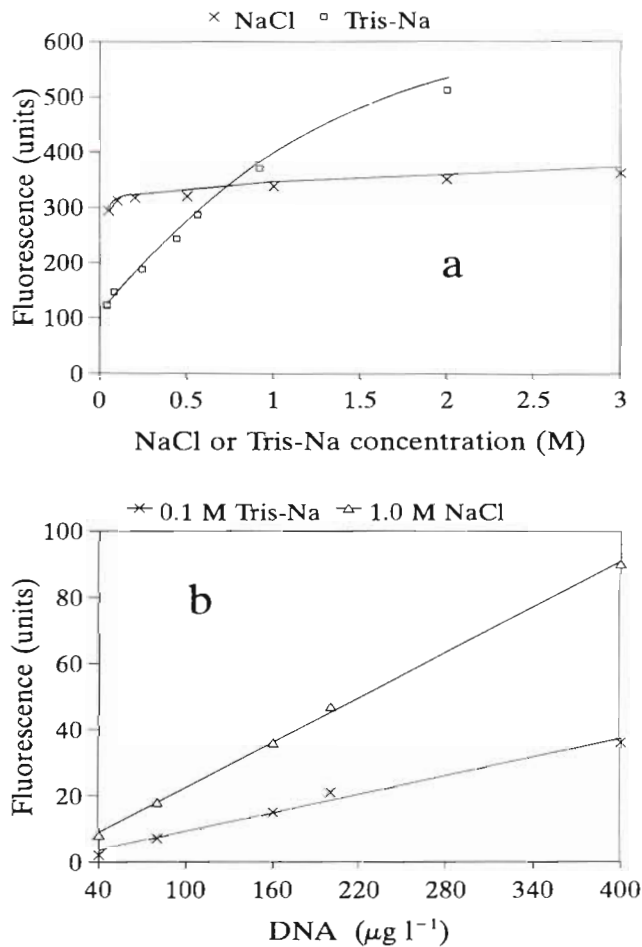 × NaCl □ Tris-Na
600
500
400
300
200
100
0
Fluorescence (units)
a
0 0.5 1 1.5 2 2.5 3
NaCl or Tris-Na concentration (M)
0.1 M Tris-Na △ 1.0 M NaCl
100
80
60
40
20
0
Fluorescence (units)
b
40 100 160 220 280 340 400
DNA (μg l⁻¹)